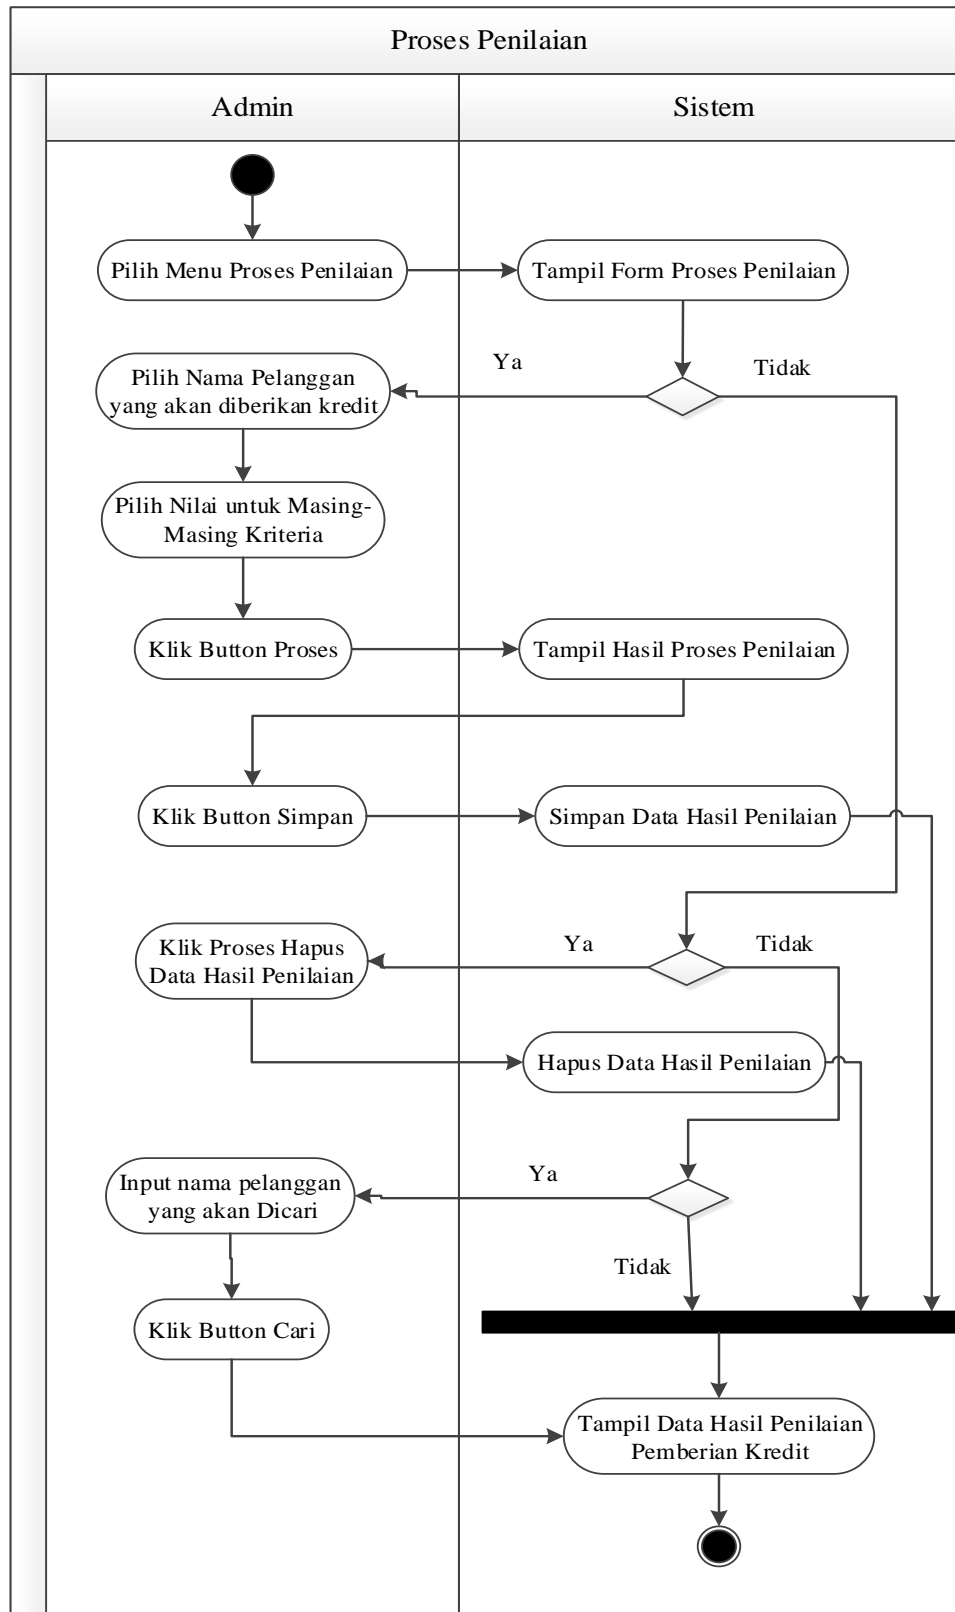 Proses Penilaian
Admin
Sistem
Pilih Menu Proses Penilaian
Tampil Form Proses Penilaian
Ya
Tidak
Pilih Nama Pelanggan
yang akan diberikan kredit
Pilih Nilai untuk Masing-
Masing Kriteria
Klik Button Proses
Tampil Hasil Proses Penilaian
Klik Button Simpan
Simpan Data Hasil Penilaian
Klik Proses Hapus
Data Hasil Penilaian
Ya
Tidak
Hapus Data Hasil Penilaian
Input nama pelanggan
yang akan Dicari
Ya
Tidak
Klik Button Cari
Tampil Data Hasil Penilaian
Pemberian Kredit